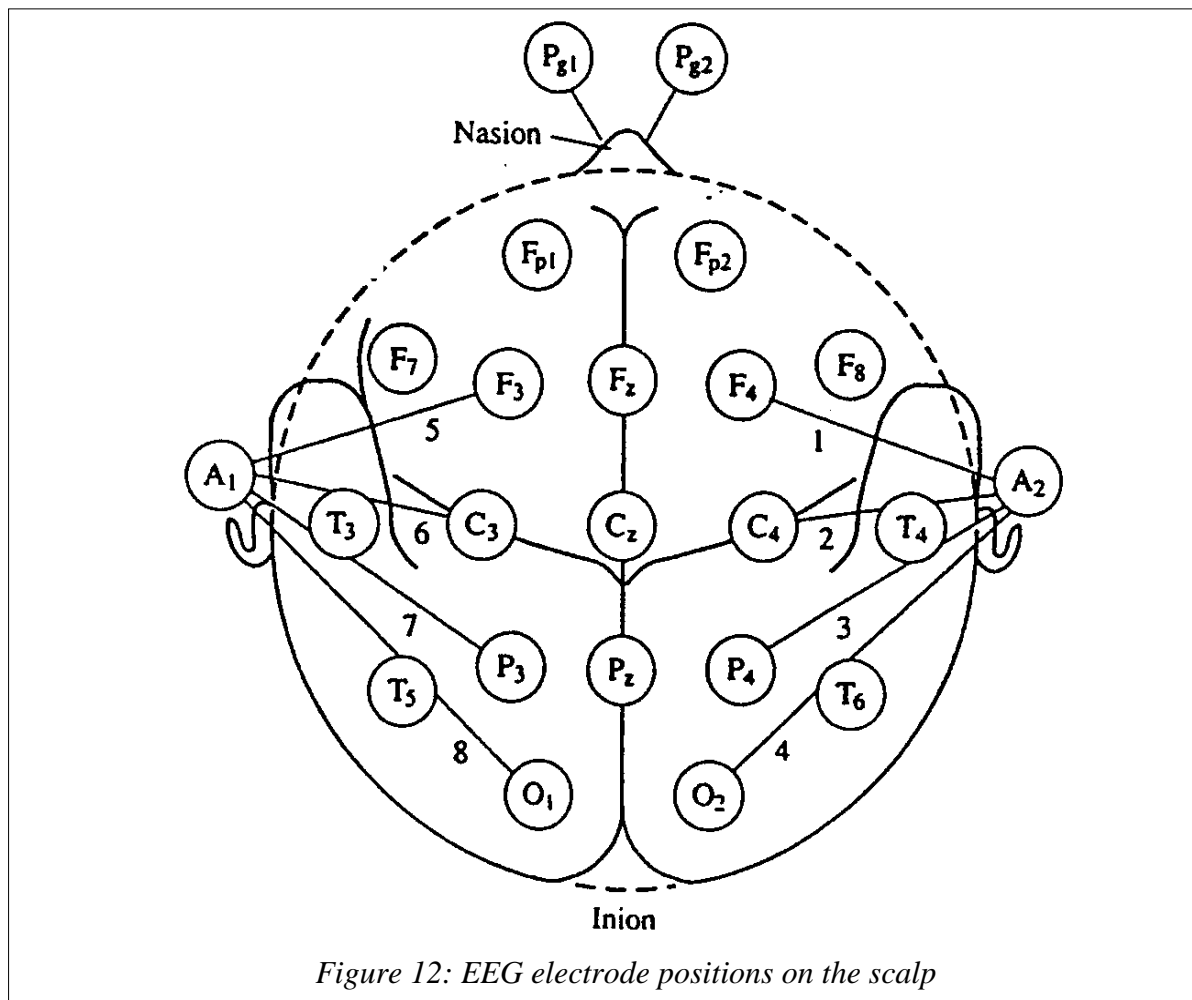 Pg1 Pg2
Nasion
Fp1 Fp2
F7 F3 Fz F4 F8
5 1
A1 A2
T3 6 C3 Cz C4 2 T4
7 3
P3 Pz P4
T5 T6
8 4
O1 O2
Inion
Figure 12: EEG electrode positions on the scalp